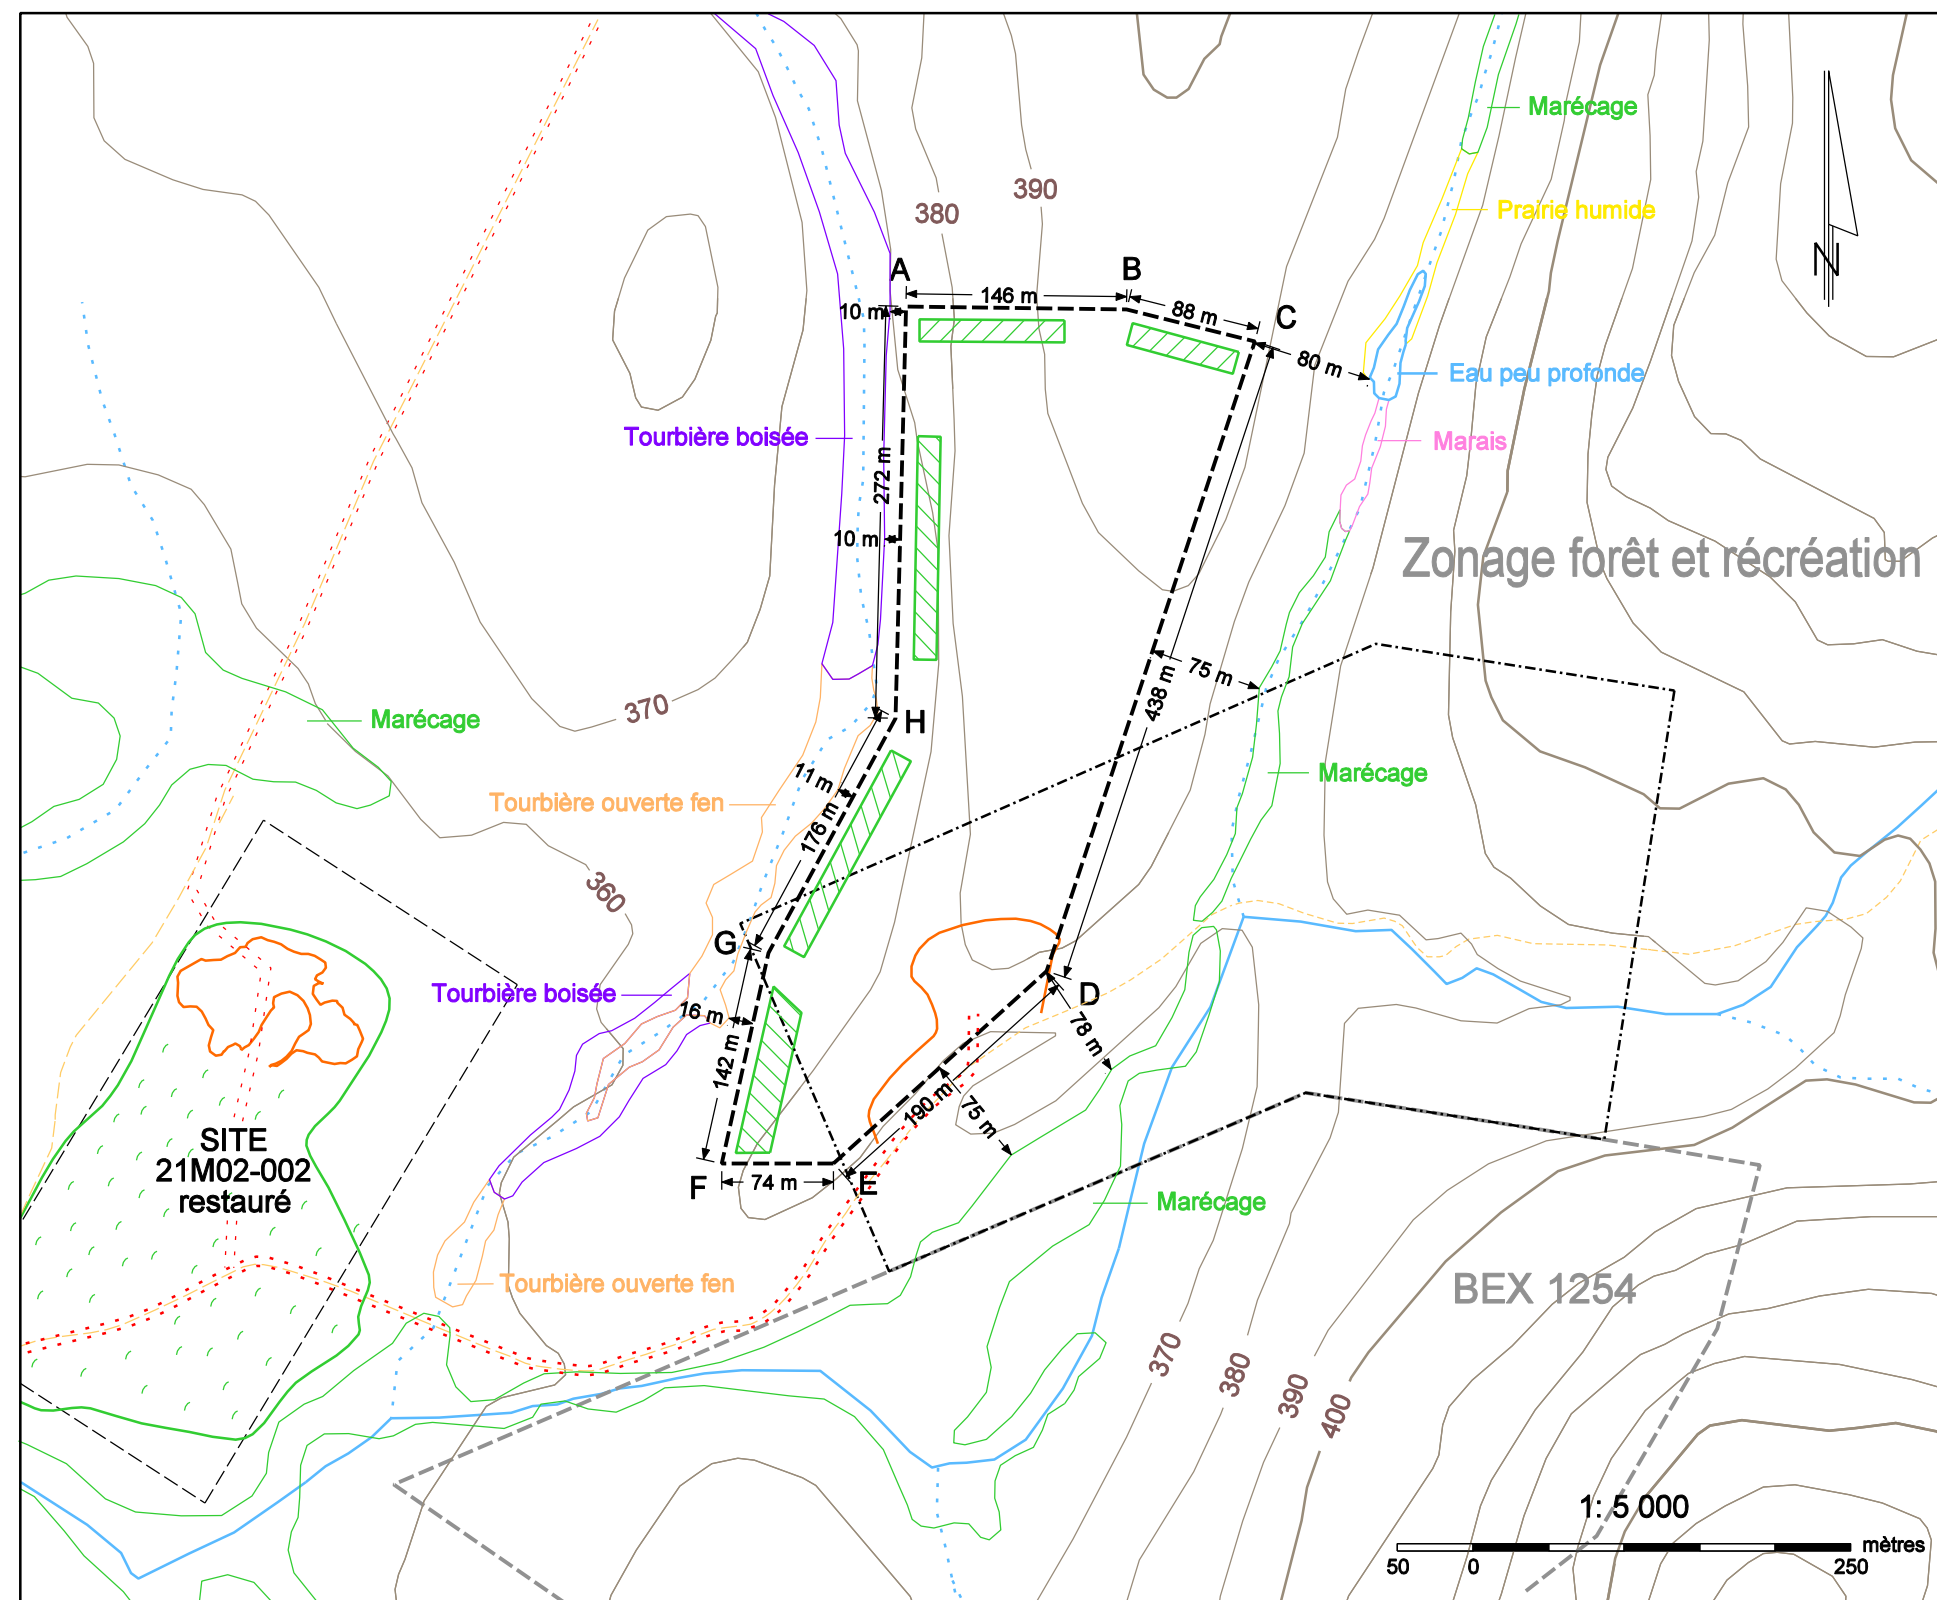 Marécage
390
380
Prairie humide
N
A
B
146 m
10 m
88 m
C
80 m
Eau peu profonde
Tourbière boisée
Marais
272 m
10 m
Zonage forêt et récréation
75 m
438 m
370
Marécage
H
11 m
Marécage
Tourbière ouverte fen
176 m
360
G
Tourbière boisée
16 m
D
78 m
142 m
190 m
75 m
SITE
21M02-002
restauré
F
74 m
E
Marécage
Tourbière ouverte fen
BEX 1254
370
380
390
400
1: 5 000
mètres
50
0
250